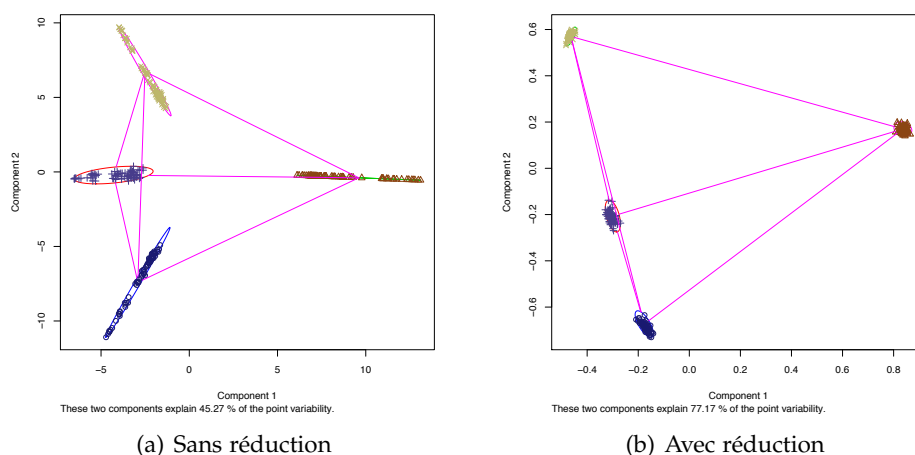 10
5
0
−5
−10
Component 2
−5
0
5
10
Component 1
These two components explain 45.27 % of the point variability.
(a) Sans réduction
0.6
0.4
0.2
0.0
−0.2
−0.4
−0.6
Component 2
−0.4
−0.2
0.0
0.2
0.4
0.6
0.8
Component 1
These two components explain 77.17 % of the point variability.
(b) Avec réduction